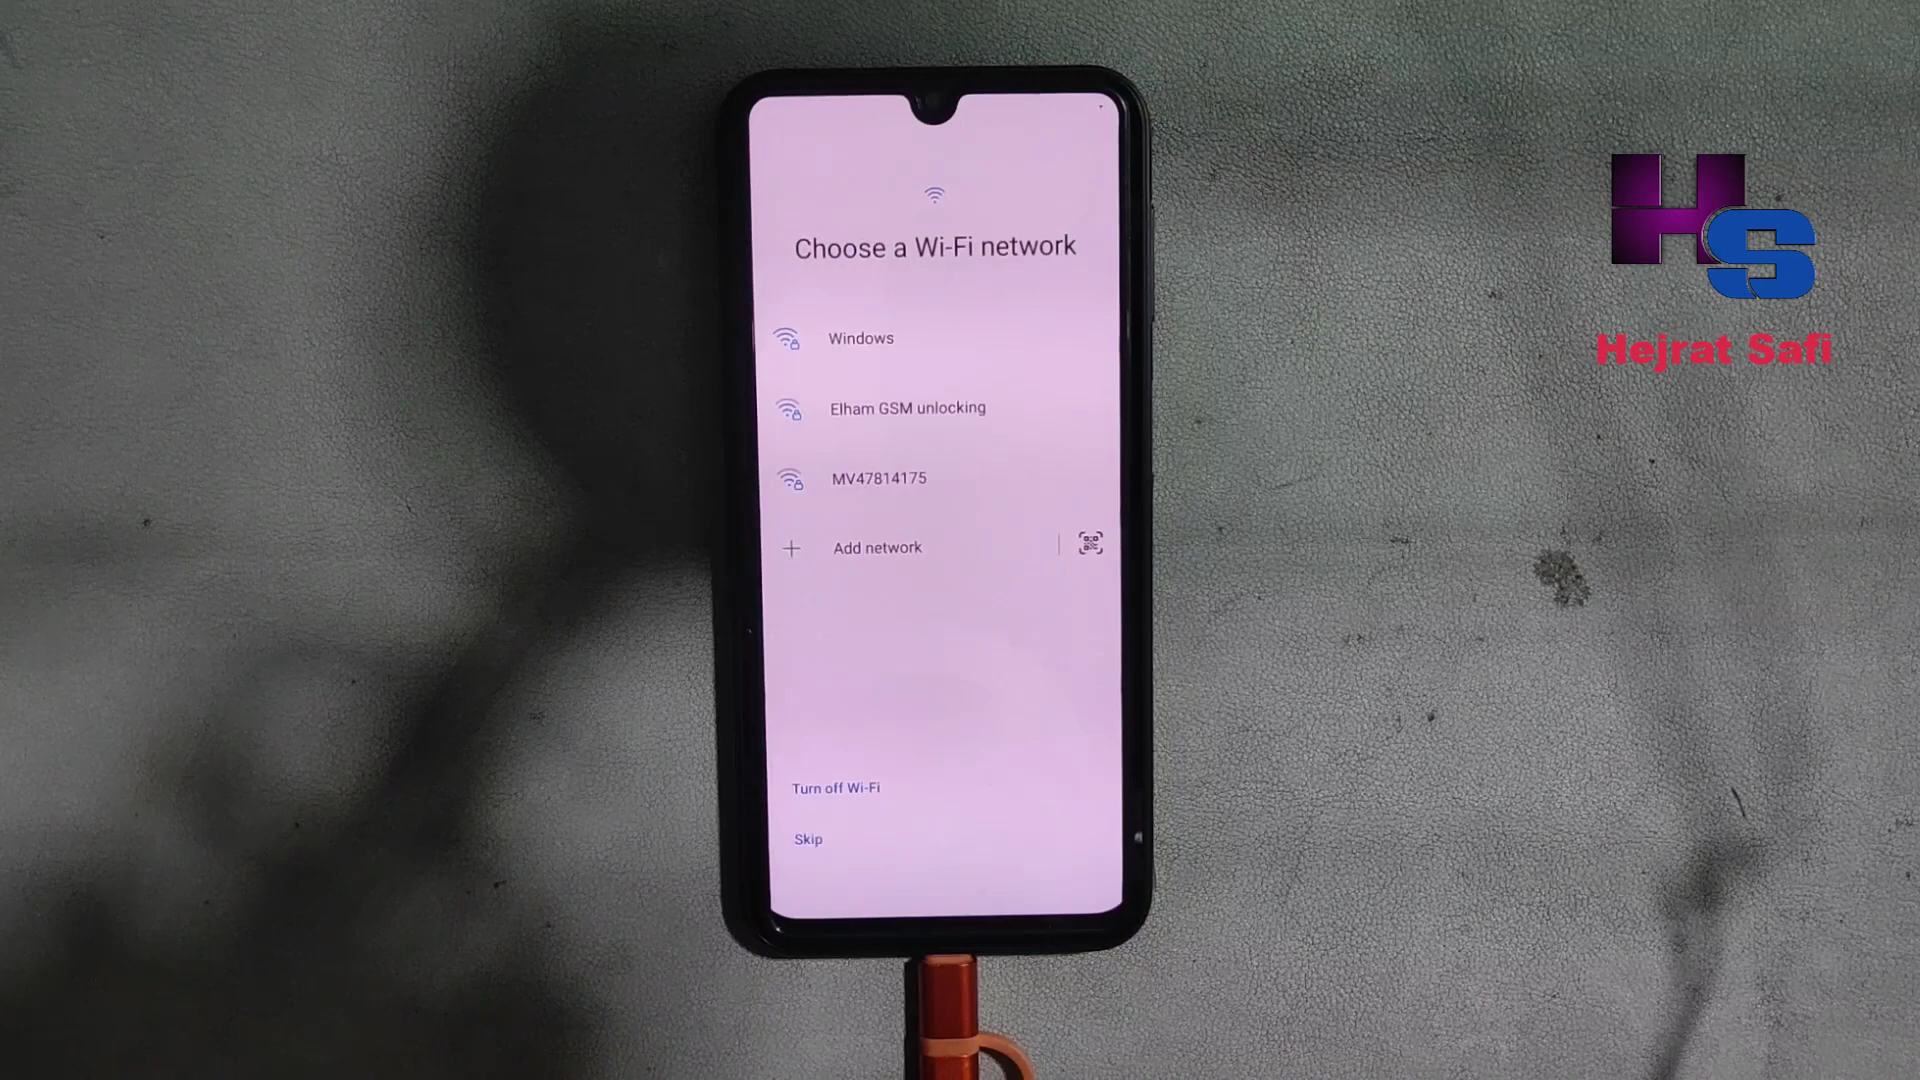 Choose a Wi-Fi network
Windows
Elham GSM unlocking
MV47814175
Add network
Turn off Wi-Fi
Skip
HS
Hejrat Safi